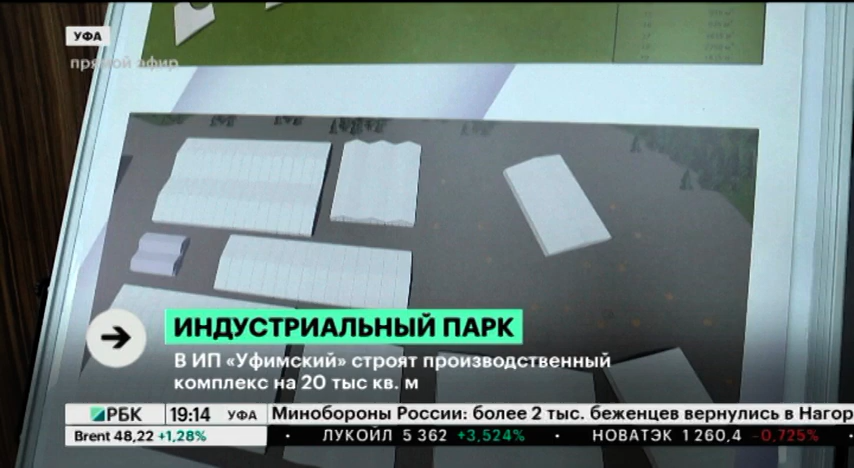 УФА
прямой эфир
ИНДУСТРИАЛЬНЫЙ ПАРК
В ИП «Уфимский» строят производственный
комплекс на 20 тыс кв. м
РБК 19:14 УФА Минобороны России: более 2 тыс. беженцев вернулись в Нагор
Brent 48,22 +1,28% • ЛУКОЙЛ 5 362 +3,524% • НОВАТЭК 1 260,4 -0,725% •